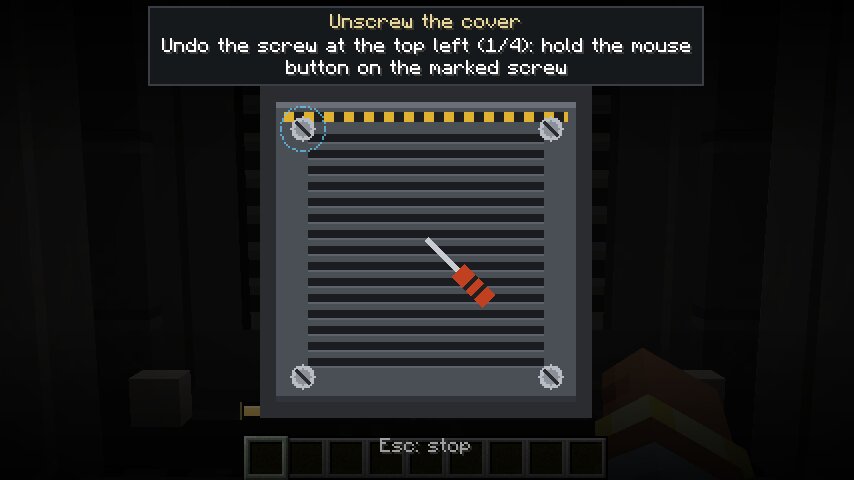 Unscrew the cover
Undo the screw at the top left (1/4): hold the mouse
button on the marked screw
Esc: stop